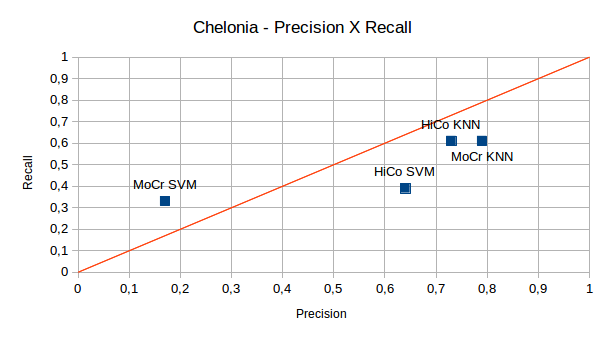 Chelonia - Precision X Recall
1
0,9
0,8
0,7
0,6
0,5
0,4
0,3
0,2
0,1
0
Recall
HiCo KNN
MoCr KNN
HiCo SVM
MoCr SVM
0 0,1 0,2 0,3 0,4 0,5 0,6 0,7 0,8 0,9 1
Precision